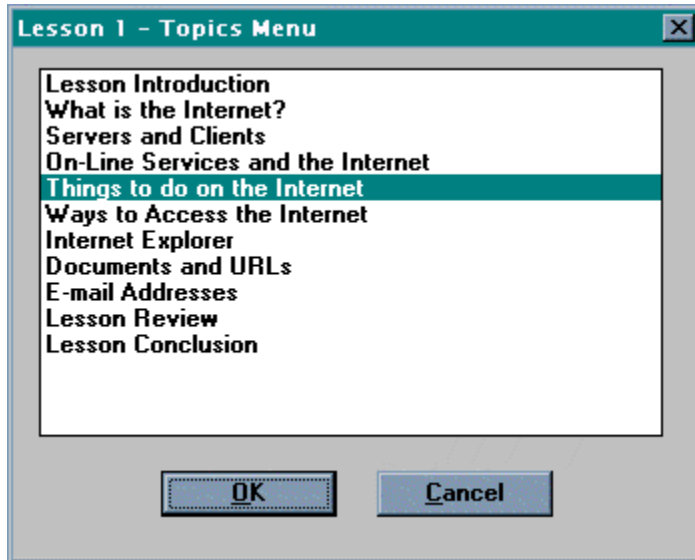 Lesson 1 - Topics Menu
Lesson Introduction
What is the Internet?
Servers and Clients
On-Line Services and the Internet
Things to do on the Internet
Ways to Access the Internet
Internet Explorer
Documents and URLs
E-mail Addresses
Lesson Review
Lesson Conclusion
OK
Cancel